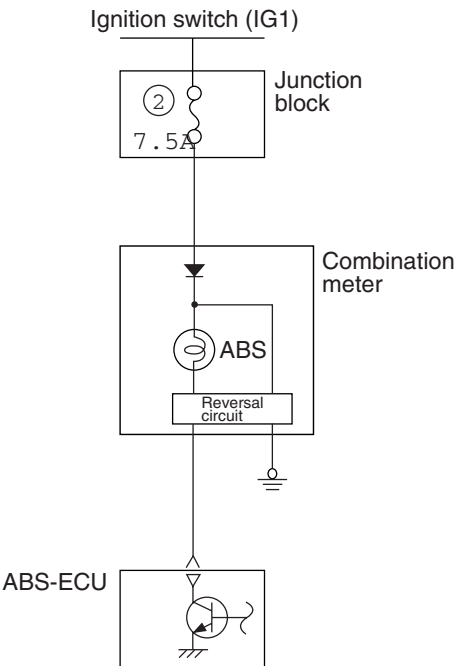 Ignition switch (IG1)
Junction
block
2
7.5A
Combination
meter
ABS
Reversal
circuit
ABS-ECU